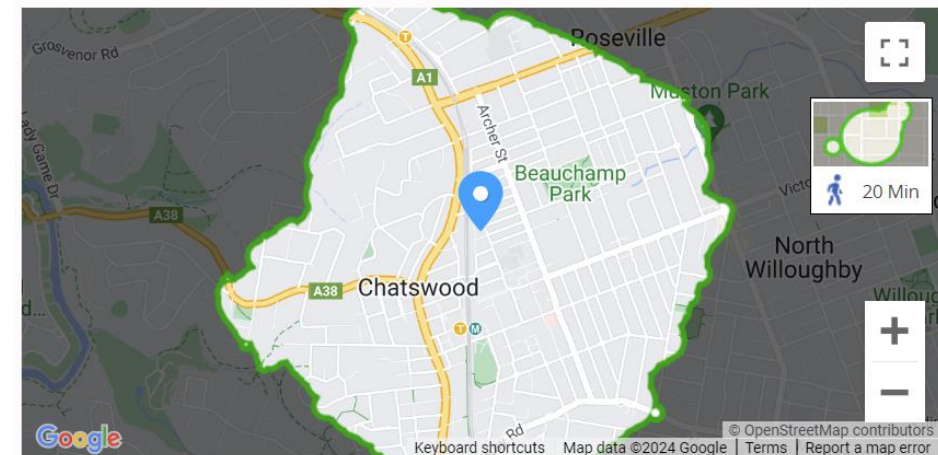 Grosvenor Rd
Roseville
T
A1
Muston Park
Archer St
Lady Game Dr
Beauchamp
Park
20 Min
A38
North
Willoughby
A38
Chatswood
d...
T M
+
−
Rd
Google
© OpenStreetMap contributors
Keyboard shortcuts Map data ©2024 Google Terms Report a map error